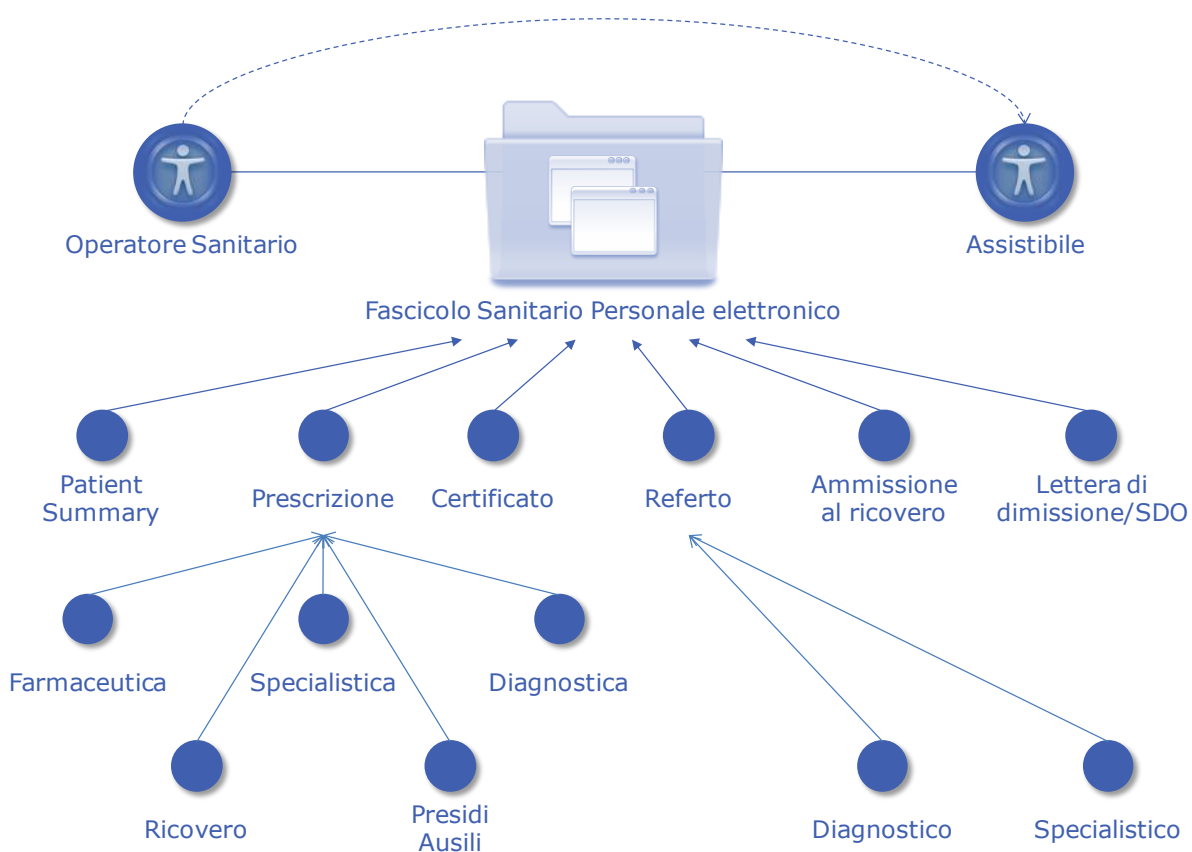 Operatore Sanitario
Assistibile
Fascicolo Sanitario Personale elettronico
Patient
Summary
Prescrizione
Certificato
Referto
Ammissione
al ricovero
Lettera di
dimissione/SDO
Farmaceutica
Specialistica
Diagnostica
Ricovero
Presidi
Ausili
Diagnostico
Specialistico